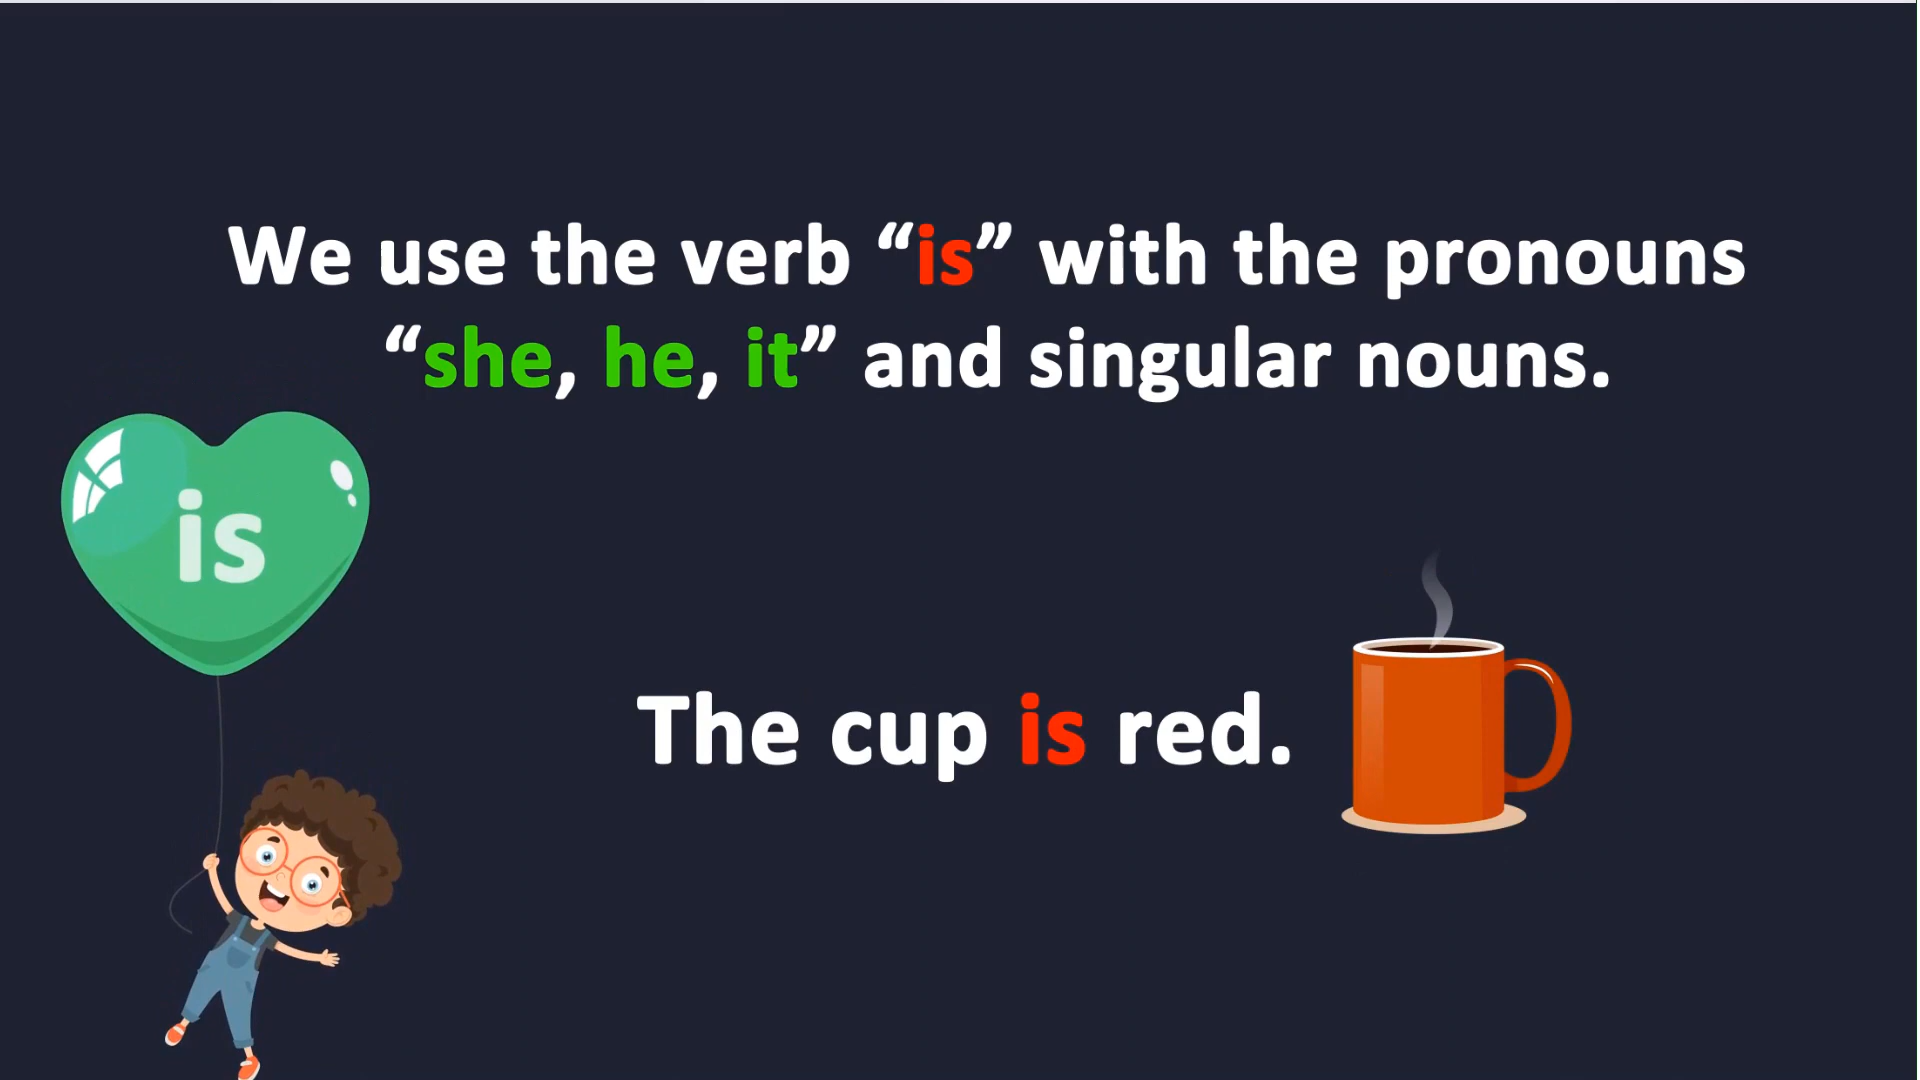 We use the verb “is” with the pronouns
“she, he, it” and singular nouns.
is
The cup is red.